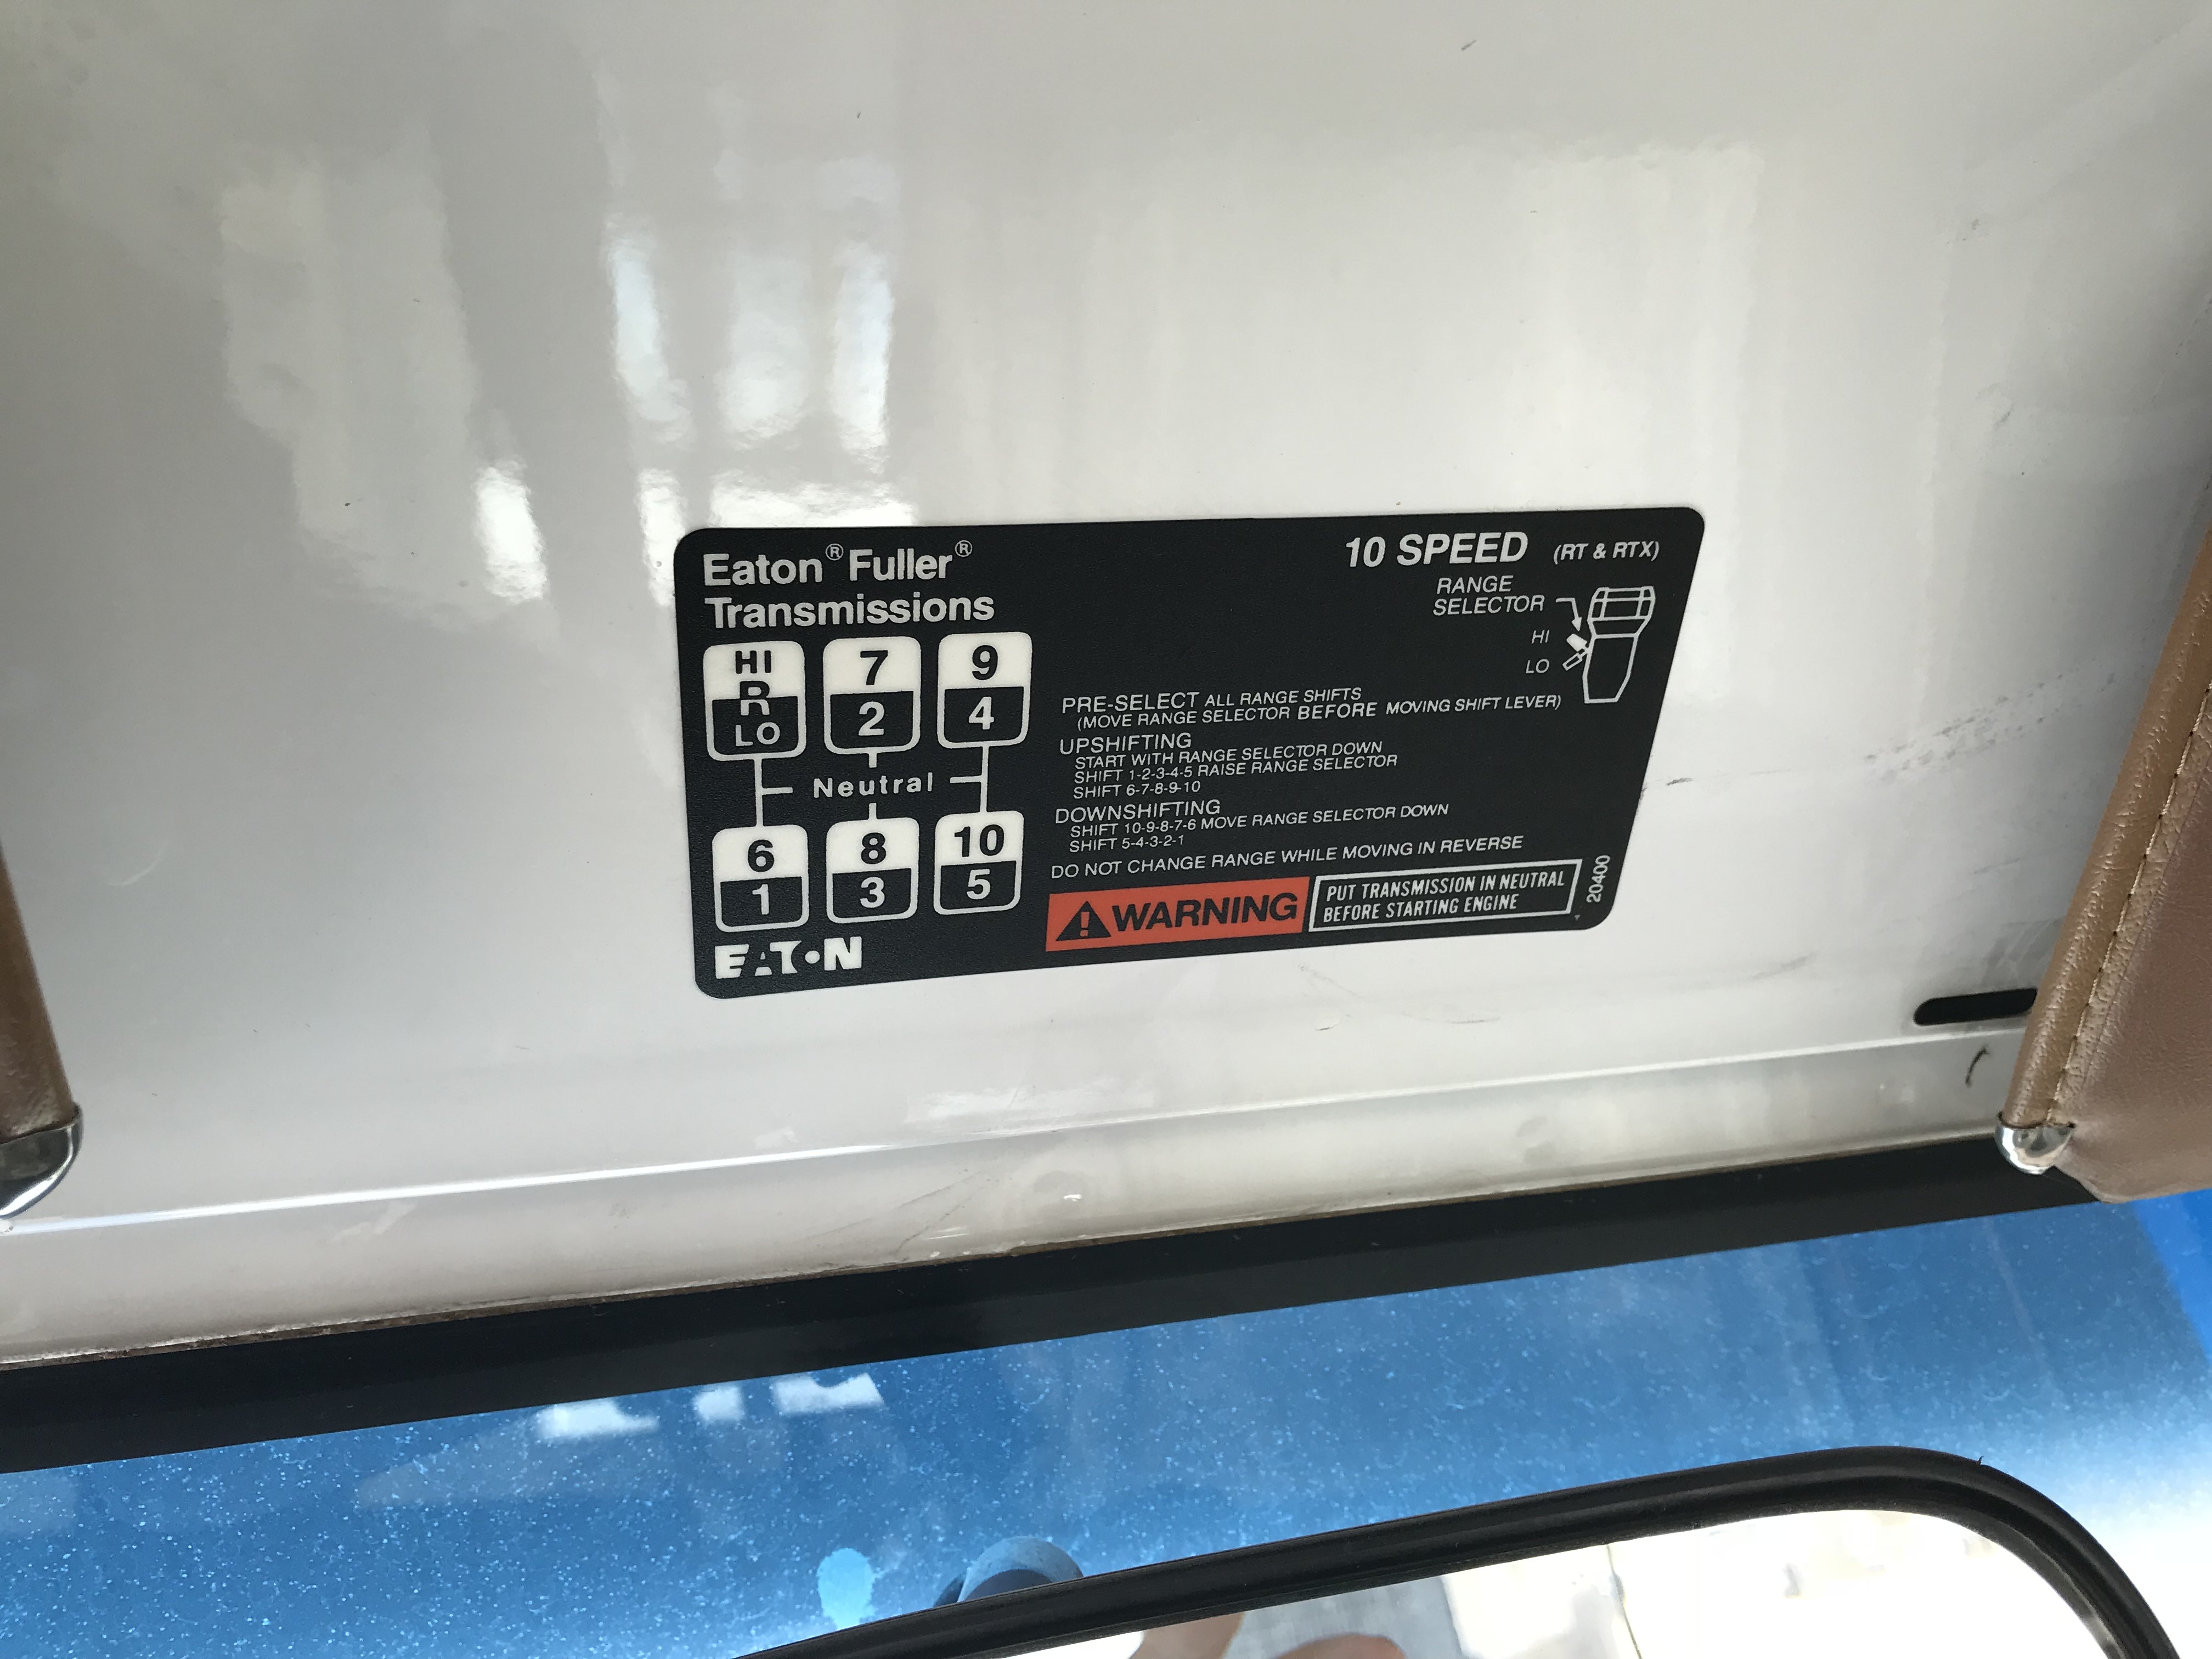 Eaton® Fuller®
Transmissions
10 SPEED (RT & RTX)
RANGE
SELECTOR
HI
LO
HI 7 9
R
LO 2 4
Neutral
6 8 10
1 3 5
EATON
PRE-SELECT ALL RANGE SHIFTS
(MOVE RANGE SELECTOR BEFORE MOVING SHIFT LEVER)
UPSHIFTING
START WITH RANGE SELECTOR DOWN
SHIFT 1-2-3-4-5 RAISE RANGE SELECTOR
SHIFT 6-7-8-9-10
DOWNSHIFTING
SHIFT 10-9-8-7-6 MOVE RANGE SELECTOR DOWN
SHIFT 5-4-3-2-1
DO NOT CHANGE RANGE WHILE MOVING IN REVERSE
WARNING
PUT TRANSMISSION IN NEUTRAL
BEFORE STARTING ENGINE
20400